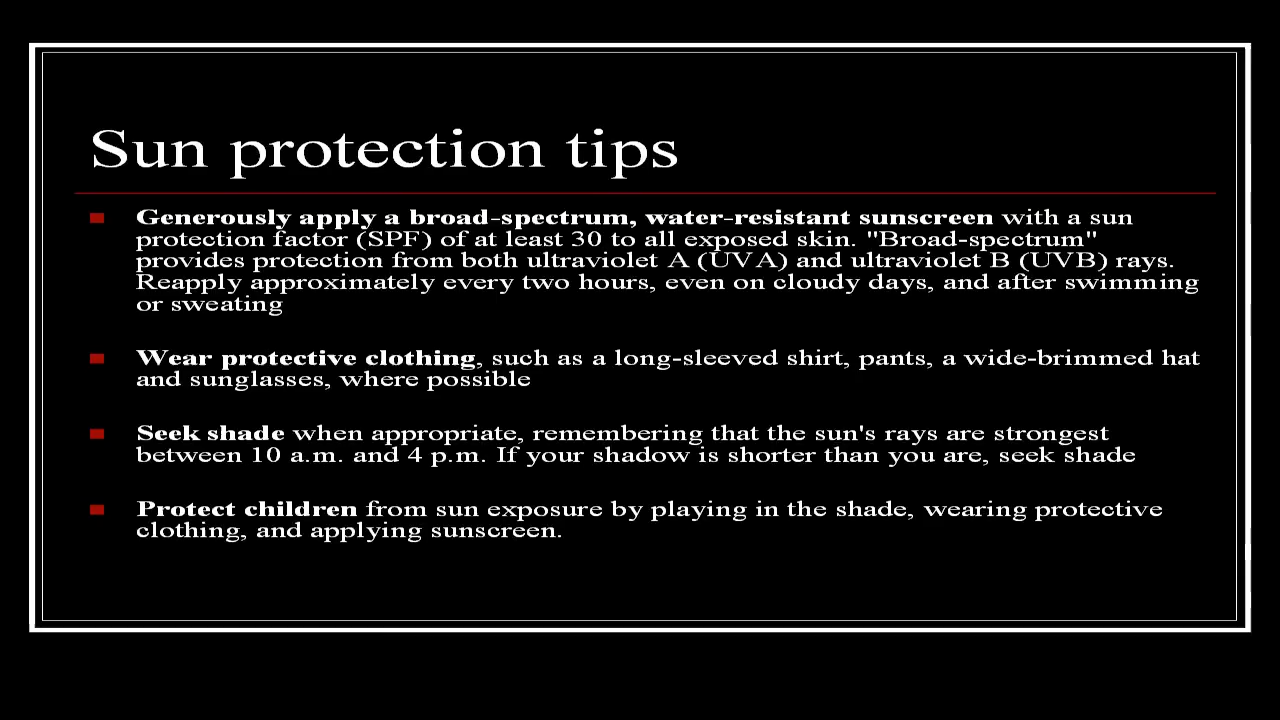 Sun protection tips
Generously apply a broad-spectrum, water-resistant sunscreen with a sun
protection factor (SPF) of at least 30 to all exposed skin. "Broad-spectrum"
provides protection from both ultraviolet A (UVA) and ultraviolet B (UVB) rays.
Reapply approximately every two hours, even on cloudy days, and after swimming
or sweating
Wear protective clothing, such as a long-sleeved shirt, pants, a wide-brimmed hat
and sunglasses, where possible
Seek shade when appropriate, remembering that the sun's rays are strongest
between 10 a.m. and 4 p.m. If your shadow is shorter than you are, seek shade
Protect children from sun exposure by playing in the shade, wearing protective
clothing, and applying sunscreen.